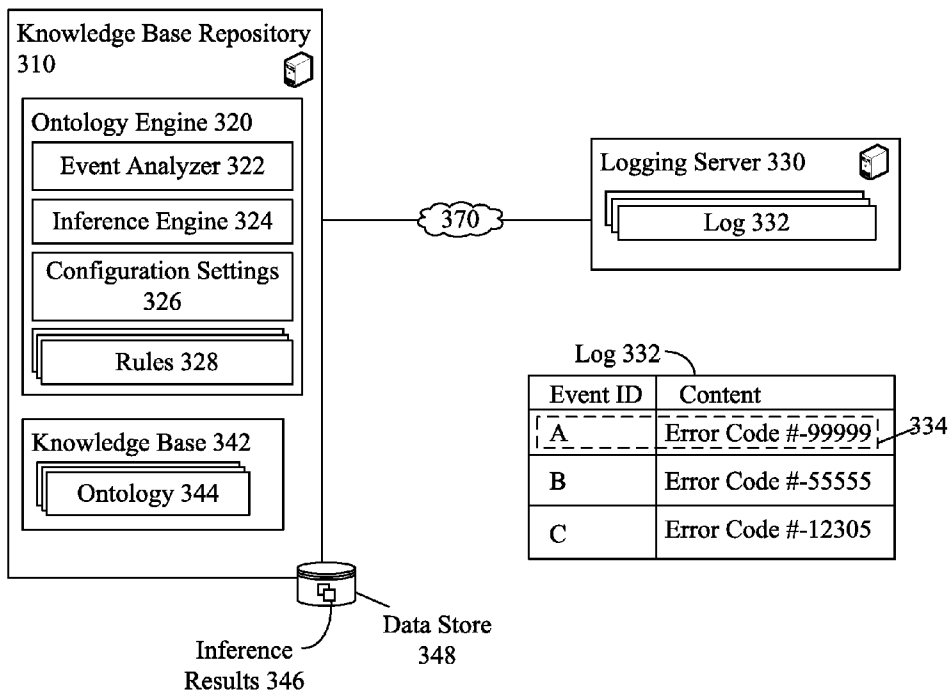 Knowledge Base Repository
310
Ontology Engine 320
Event Analyzer 322
Inference Engine 324
Configuration Settings
326
Rules 328
Knowledge Base 342
Ontology 344
Data Store
348
Inference
Results 346
370
Logging Server 330
Log 332
Log 332
Event ID Content
A Error Code #-99999
334
B Error Code #-55555
C Error Code #-12305